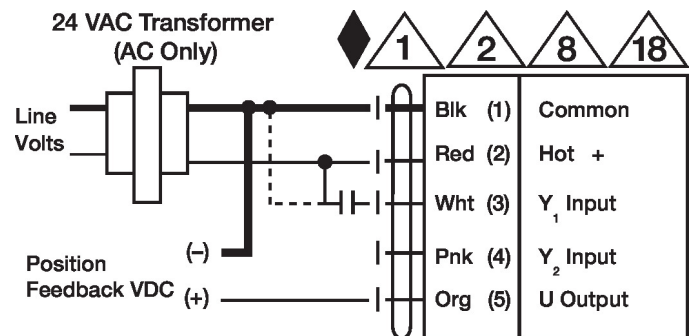 24 VAC Transformer
(AC Only)
1 2 8 18
Line
Volts
Blk (1) Common
Red (2) Hot +
Wht (3) Y1 Input
Pnk (4) Y2 Input
Org (5) U Output
Position
Feedback VDC
(–)
(+)